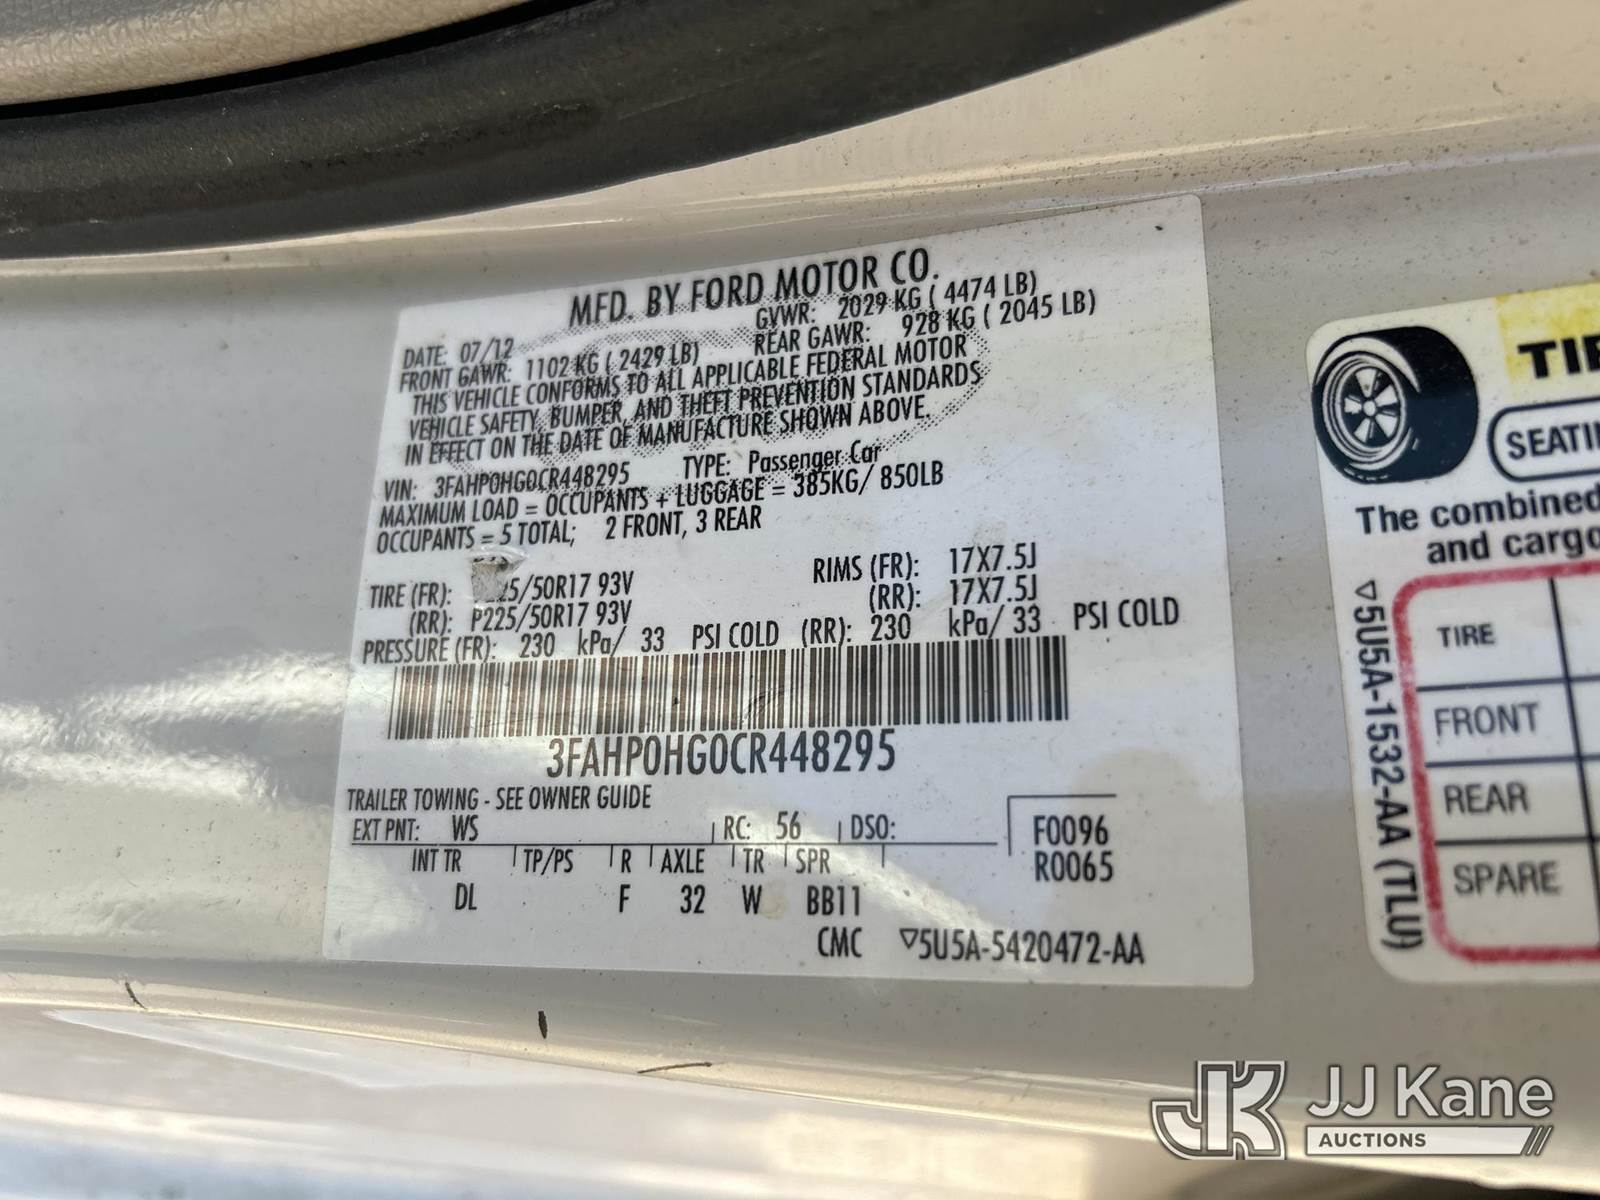 MFD. BY FORD MOTOR CO.
DATE: 07/12 GVWR: 2029 KG ( 4474 LB)
FRONT GAWR: 1102 KG ( 2429 LB) REAR GAWR: 928 KG ( 2045 LB)
THIS VEHICLE CONFORMS TO ALL APPLICABLE FEDERAL MOTOR
VEHICLE SAFETY, BUMPER, AND THEFT PREVENTION STANDARDS
IN EFFECT ON THE DATE OF MANUFACTURE SHOWN ABOVE.
VIN: 3FAHP0HG0CR448295 TYPE: Passenger Car
MAXIMUM LOAD = OCCUPANTS + LUGGAGE = 385KG/ 850LB
OCCUPANTS = 5 TOTAL; 2 FRONT, 3 REAR
TIRE (FR): 25/50R17 93V RIMS (FR): 17X7.5J
(RR): P225/50R17 93V (RR): 17X7.5J
PRESSURE (FR): 230 kPa/ 33 PSI COLD (RR): 230 kPa/ 33 PSI COLD
3FAHP0HG0CR448295
TRAILER TOWING - SEE OWNER GUIDE
EXT PNT: WS RC: 56 DSO: F0096
INT TR TP/PS R AXLE TR SPR R0065
DL F 32 W BB11
CMC ▽5U5A-5420472-AA
TIR
SEATIN
The combined
and cargo
TIRE
FRONT
REAR
SPARE
▽5U5A-1532-AA (TLU)
JK JJ Kane
AUCTIONS